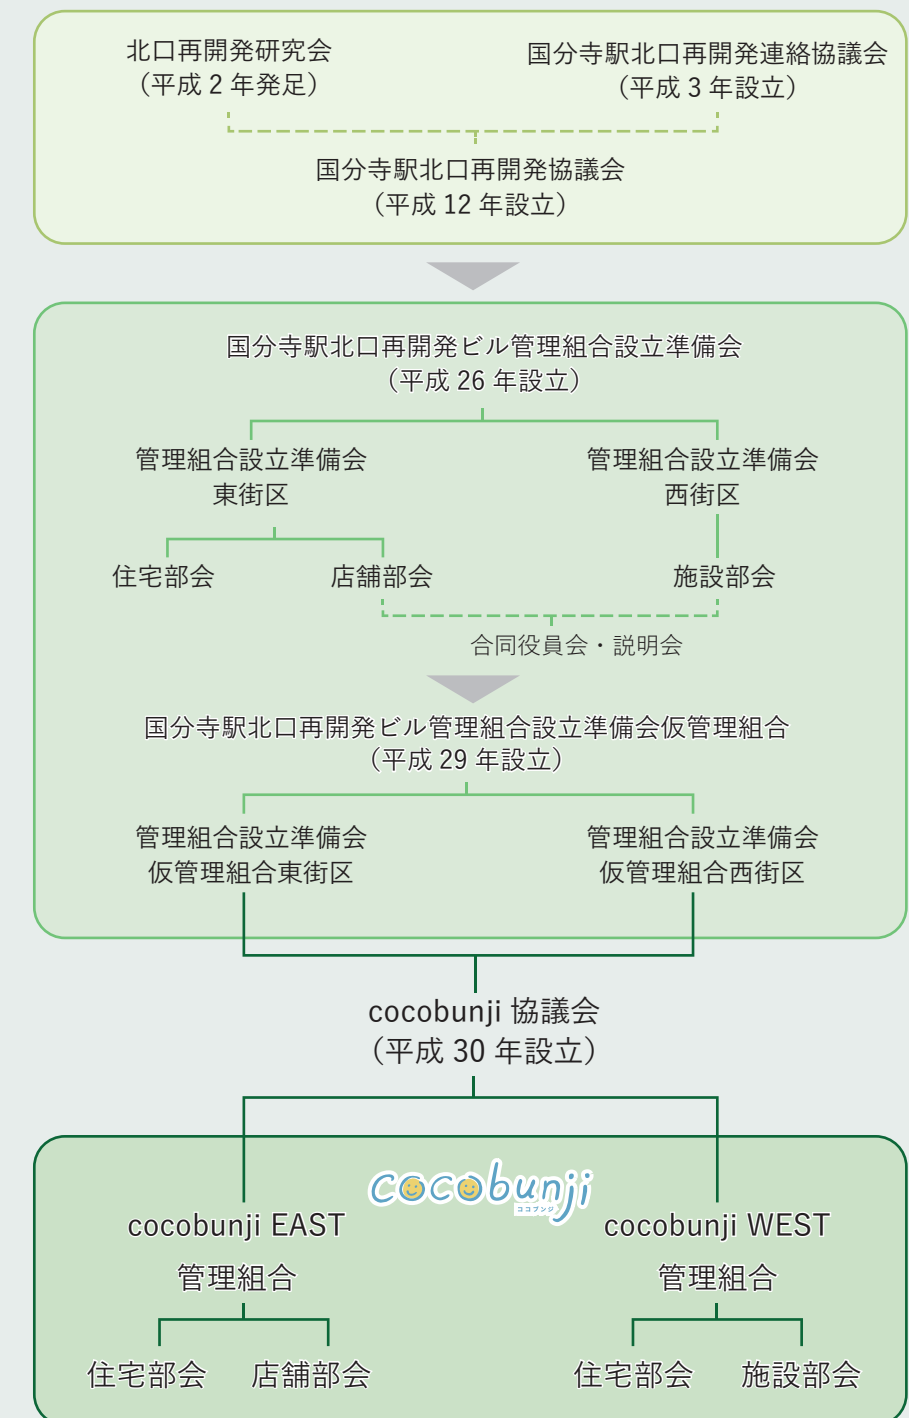 北口再開発研究会
（平成 2 年発足）
国分寺駅北口再開発連絡協議会
（平成 3 年設立）
国分寺駅北口再開発協議会
（平成 12 年設立）
国分寺駅北口再開発ビル管理組合設立準備会
（平成 26 年設立）
管理組合設立準備会
東街区
管理組合設立準備会
西街区
住宅部会
店舗部会
施設部会
合同役員会・説明会
国分寺駅北口再開発ビル管理組合設立準備会仮管理組合
（平成 29 年設立）
管理組合設立準備会
仮管理組合東街区
管理組合設立準備会
仮管理組合西街区
cocobunji 協議会
（平成 30 年設立）
cocobunji
ココブンジ
cocobunji EAST
管理組合
cocobunji WEST
管理組合
住宅部会
店舗部会
住宅部会
施設部会